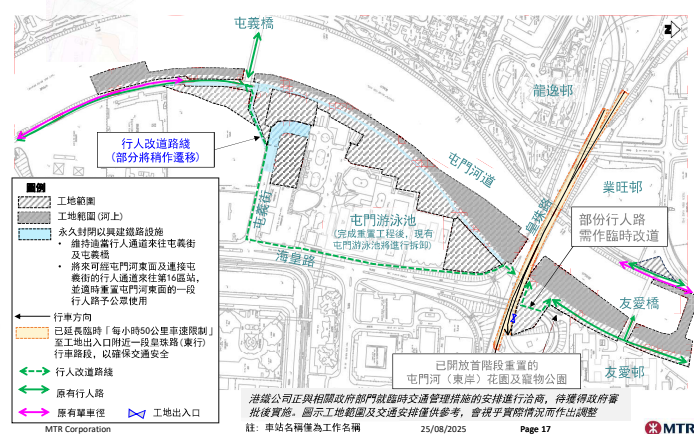 屯義橋
N
龍逸邨
行人改道路綫
(部分將稍作遷移)
屯門河道
皇珠路
業旺邨
圖例
工地範圍
工地範圍 (河上)
永久封閉以興建鐵路設施
• 維持適當行人通道來往屯義街
及屯義橋
• 將來可經屯門河東面及連接屯
義街的行人通道來往第16區站，
並適時重置屯門河東面的一段
行人路予公眾使用
行車方向
已延長臨時「每小時50公里車速限制」
至工地出入口附近一段皇珠路(東行)
行車路段，以確保交通安全
行人改道路綫
原有行人路
原有單車徑
工地出入口
屯義街
屯門游泳池
(完成重置工程後，現有
屯門游泳池將進行拆卸)
海皇路
部份行人路
需作臨時改道
友愛橋
友愛邨
已開放首階段重置的
屯門河（東岸）花園及寵物公園
港鐵公司正與相關政府部門就臨時交通管理措施的安排進行洽商，待獲得政府審
批後實施。圖示工地範圍及交通安排僅供參考，會視乎實際情況而作出調整
MTR Corporation
註: 車站名稱僅為工作名稱
25/08/2025
Page 17
MTR